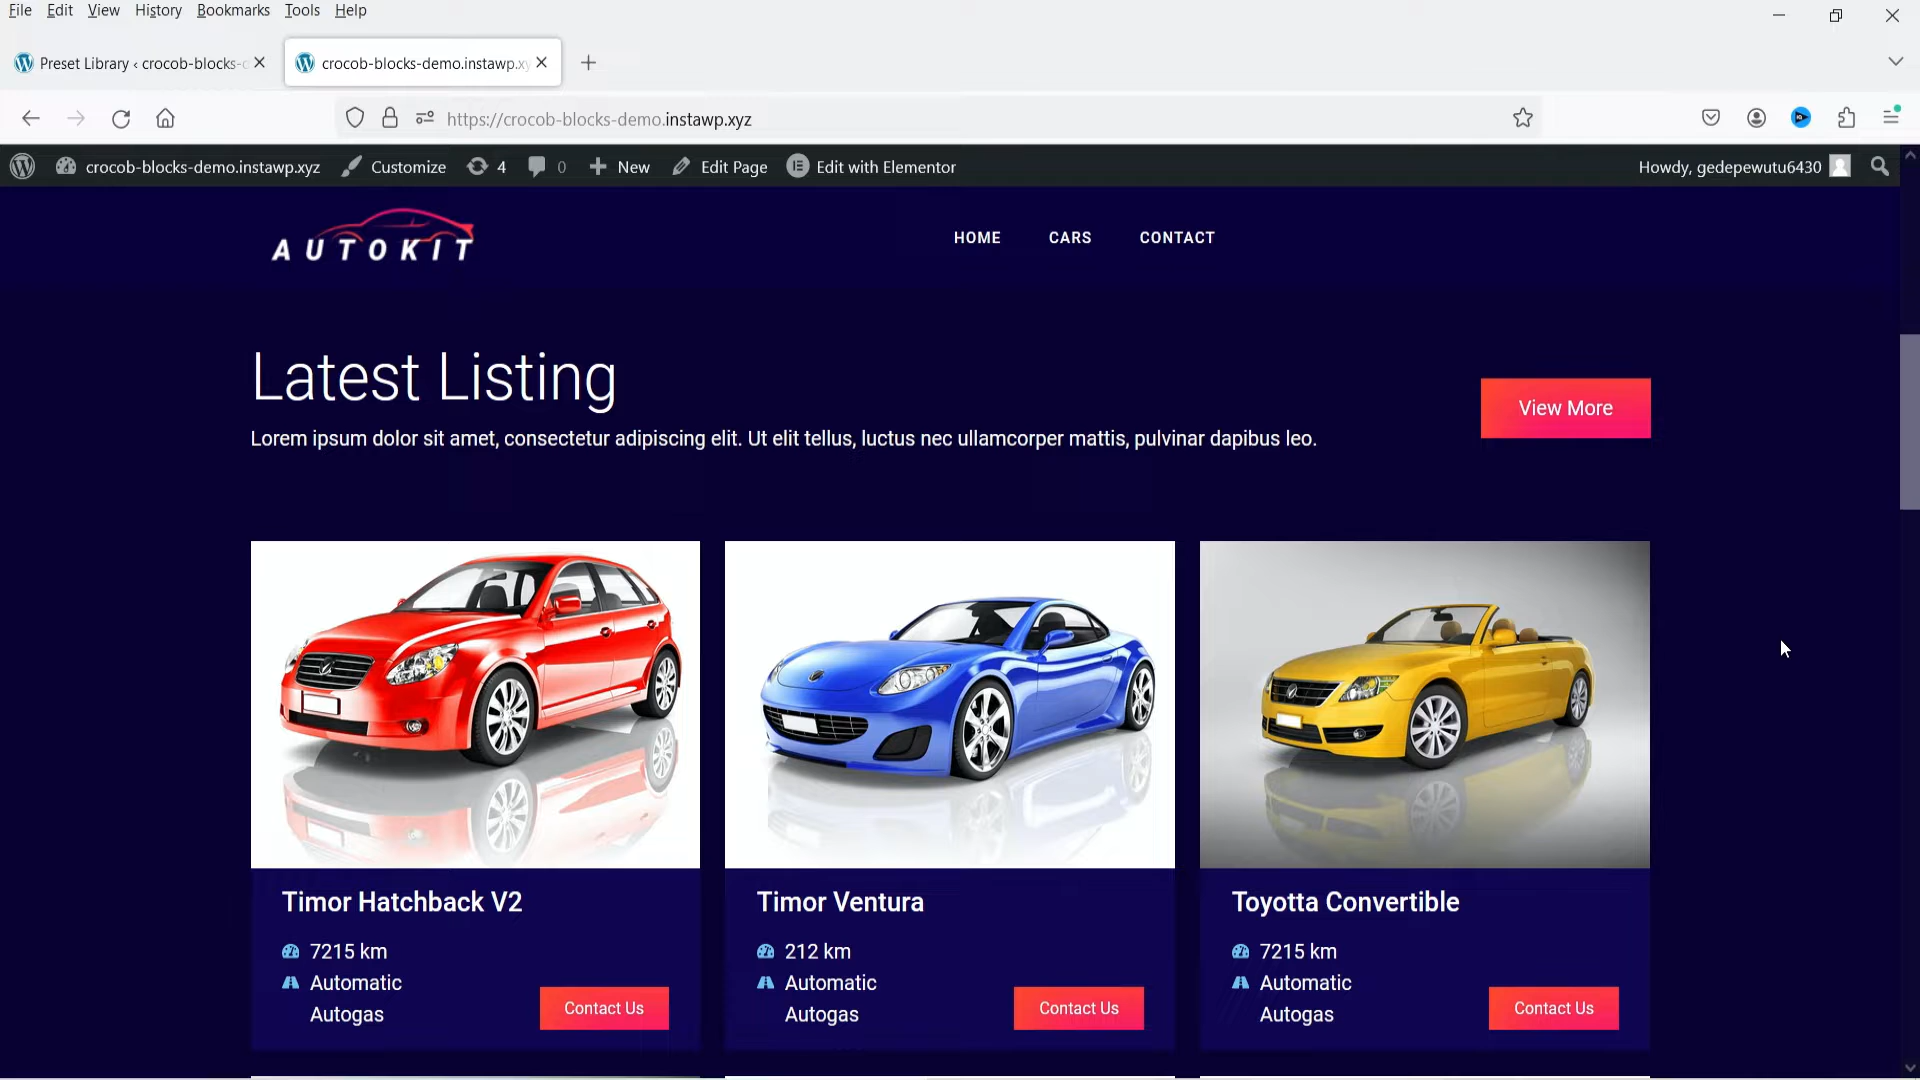 File Edit View History Bookmarks Tools Help
Preset Library ‹ crocob-blocks-
crocob-blocks-demo.instawp.xy
https://crocob-blocks-demo.instawp.xyz
crocob-blocks-demo.instawp.xyz Customize 4 0 New Edit Page Edit with Elementor Howdy, gedepewutu6430
AUTOKIT
HOME CARS CONTACT
Latest Listing
View More
Lorem ipsum dolor sit amet, consectetur adipiscing elit. Ut elit tellus, luctus nec ullamcorper mattis, pulvinar dapibus leo.
Timor Hatchback V2
7215 km
Automatic
Autogas
Contact Us
Timor Ventura
212 km
Automatic
Autogas
Contact Us
Toyotta Convertible
7215 km
Automatic
Autogas
Contact Us